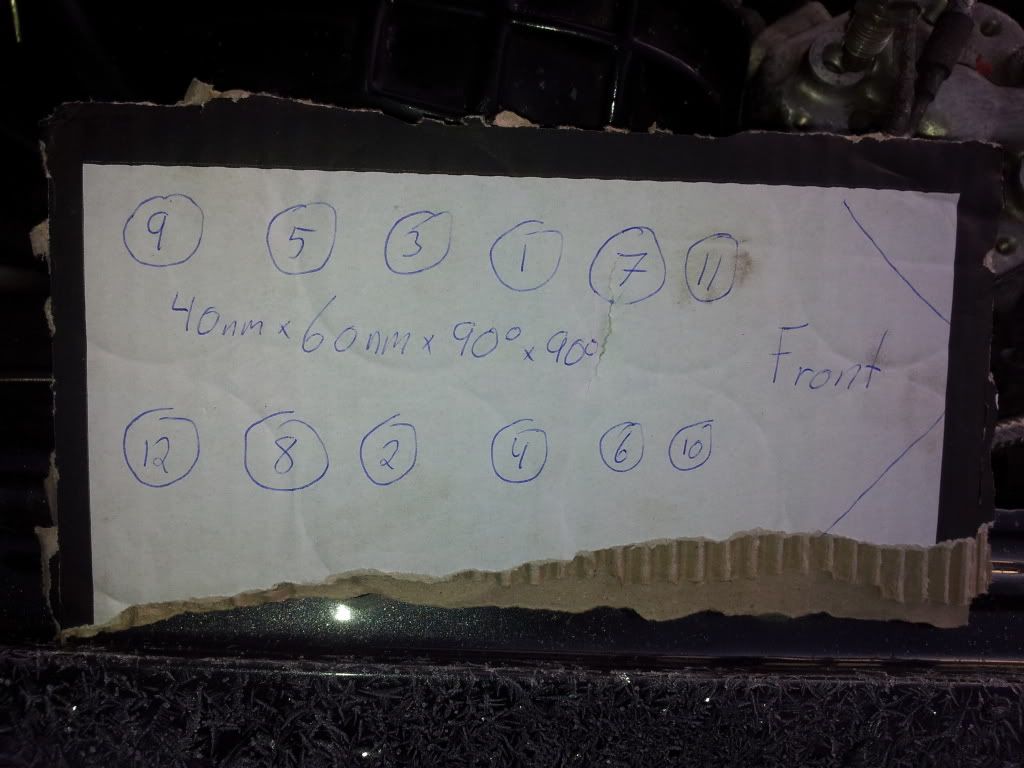 9 5 3 1 7 11
40nm x 60nm x 90° x 90°
Front
12 8 2 4 6 10